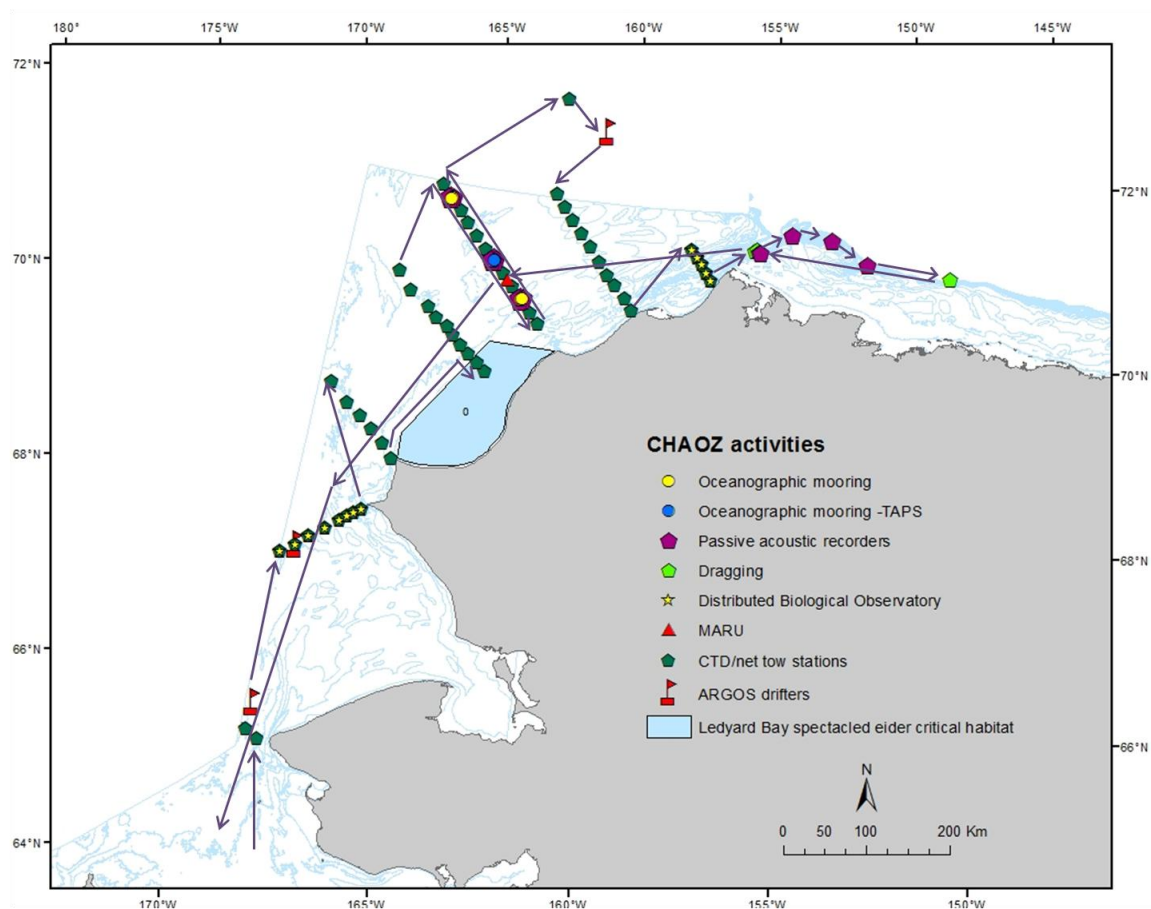 180° 175°W 170°W 165°W 160°W 155°W 150°W 145°W
72°N
72°N
70°N
70°N
0
68°N
CHAOZ activities
Oceanographic mooring
Oceanographic mooring -TAPS
Passive acoustic recorders
68°N
Dragging
Distributed Biological Observatory
MARU
66°N
CTD/net tow stations
ARGOS drifters
Ledyard Bay spectacled eider critical habitat
66°N
N
0 50 100 200 Km
64°N
170°W 165°W 160°W 155°W 150°W